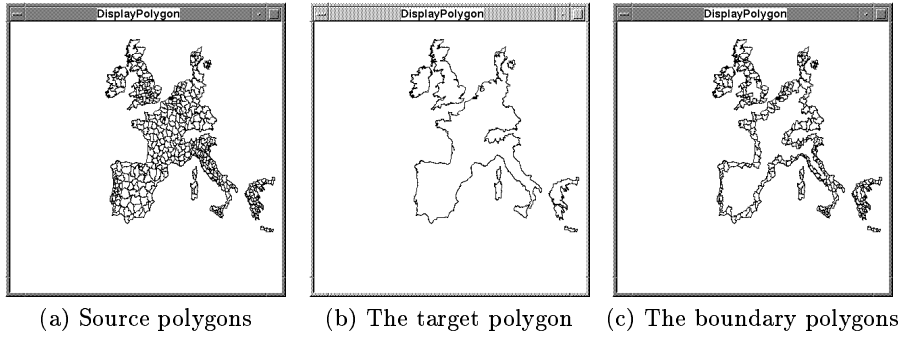 DisplayPolygon
DisplayPolygon
DisplayPolygon
(a) Source polygons
(b) The target polygon
(c) The boundary polygons